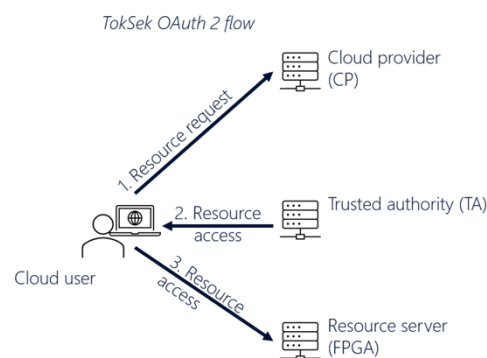 TokSek OAuth 2 flow
Cloud provider
(CP)
1. Resource request
Trusted authority (TA)
2. Resource
access
Cloud user
3. Resource
access
Resource server
(FPGA)